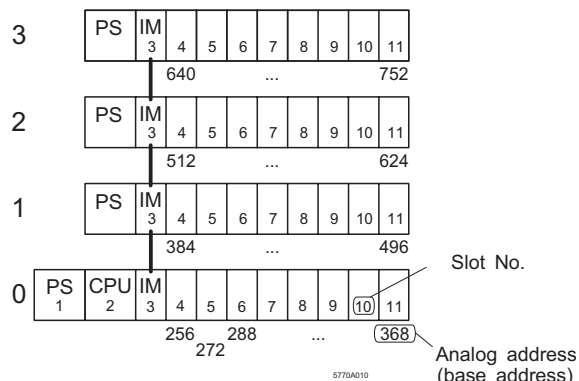 3 PS IM 3 4 5 6 7 8 9 10 11
640 ... 752
2 PS IM 3 4 5 6 7 8 9 10 11
512 ... 624
1 PS IM 3 4 5 6 7 8 9 10 11
384 ... 496
Slot No.
0 PS 1 CPU 2 IM 3 4 5 6 7 8 9 10 11
256 288 ... 368
272
Analog address
(base address)
5770A010